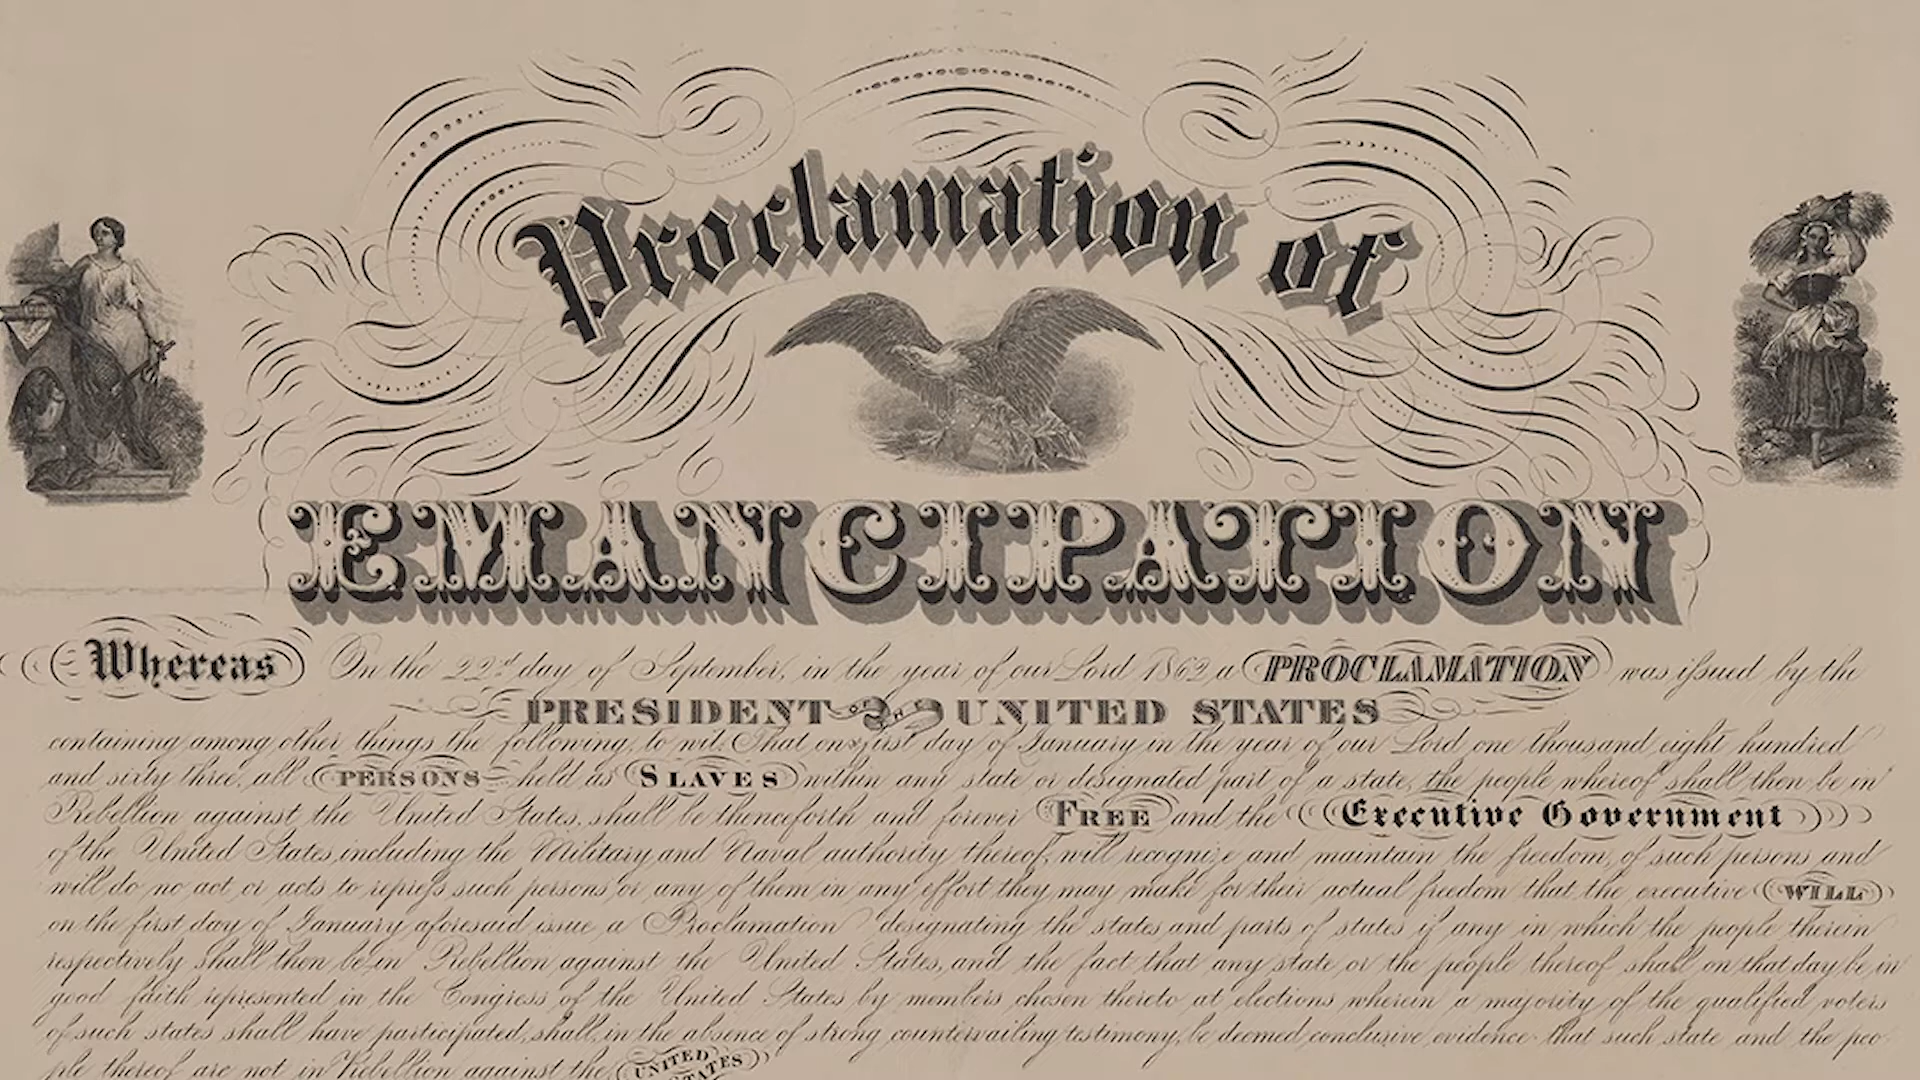 Proclamation of
EMANCIPATION
Whereas On the 22nd day of September, in the year of our Lord 1862 a PROCLAMATION was issued by the
PRESIDENT OF THE UNITED STATES
containing among other things the following, to wit: That on first day of January in the year of our Lord one thousand eight hundred
and sixty three, all PERSONS held as SLAVES within any state or designated part of a state, the people whereof shall then be in
Rebellion against the United States, shall be thenceforth and forever FREE and the Executive Government
of the United States, including the Military and Naval authority thereof, will recognize and maintain the freedom, of such persons and
will do no act or acts to repress such persons or any of them in any effort they may make for their actual freedom that the executive WILL
on the first day of January aforesaid issue a Proclamation designating the states and parts of states if any in which the people therein
respectively shall then be in Rebellion against the United States, and the fact that any state or the people thereof shall on that day be in
good faith represented in the Congress of the United States by members chosen thereto at elections wherein a majority of the qualified voters
of such states shall have participated, shall, in the absence of strong countervailing testimony, be deemed conclusive evidence that such state and the peo
ple thereof are not in Rebellion against the UNITED STATES